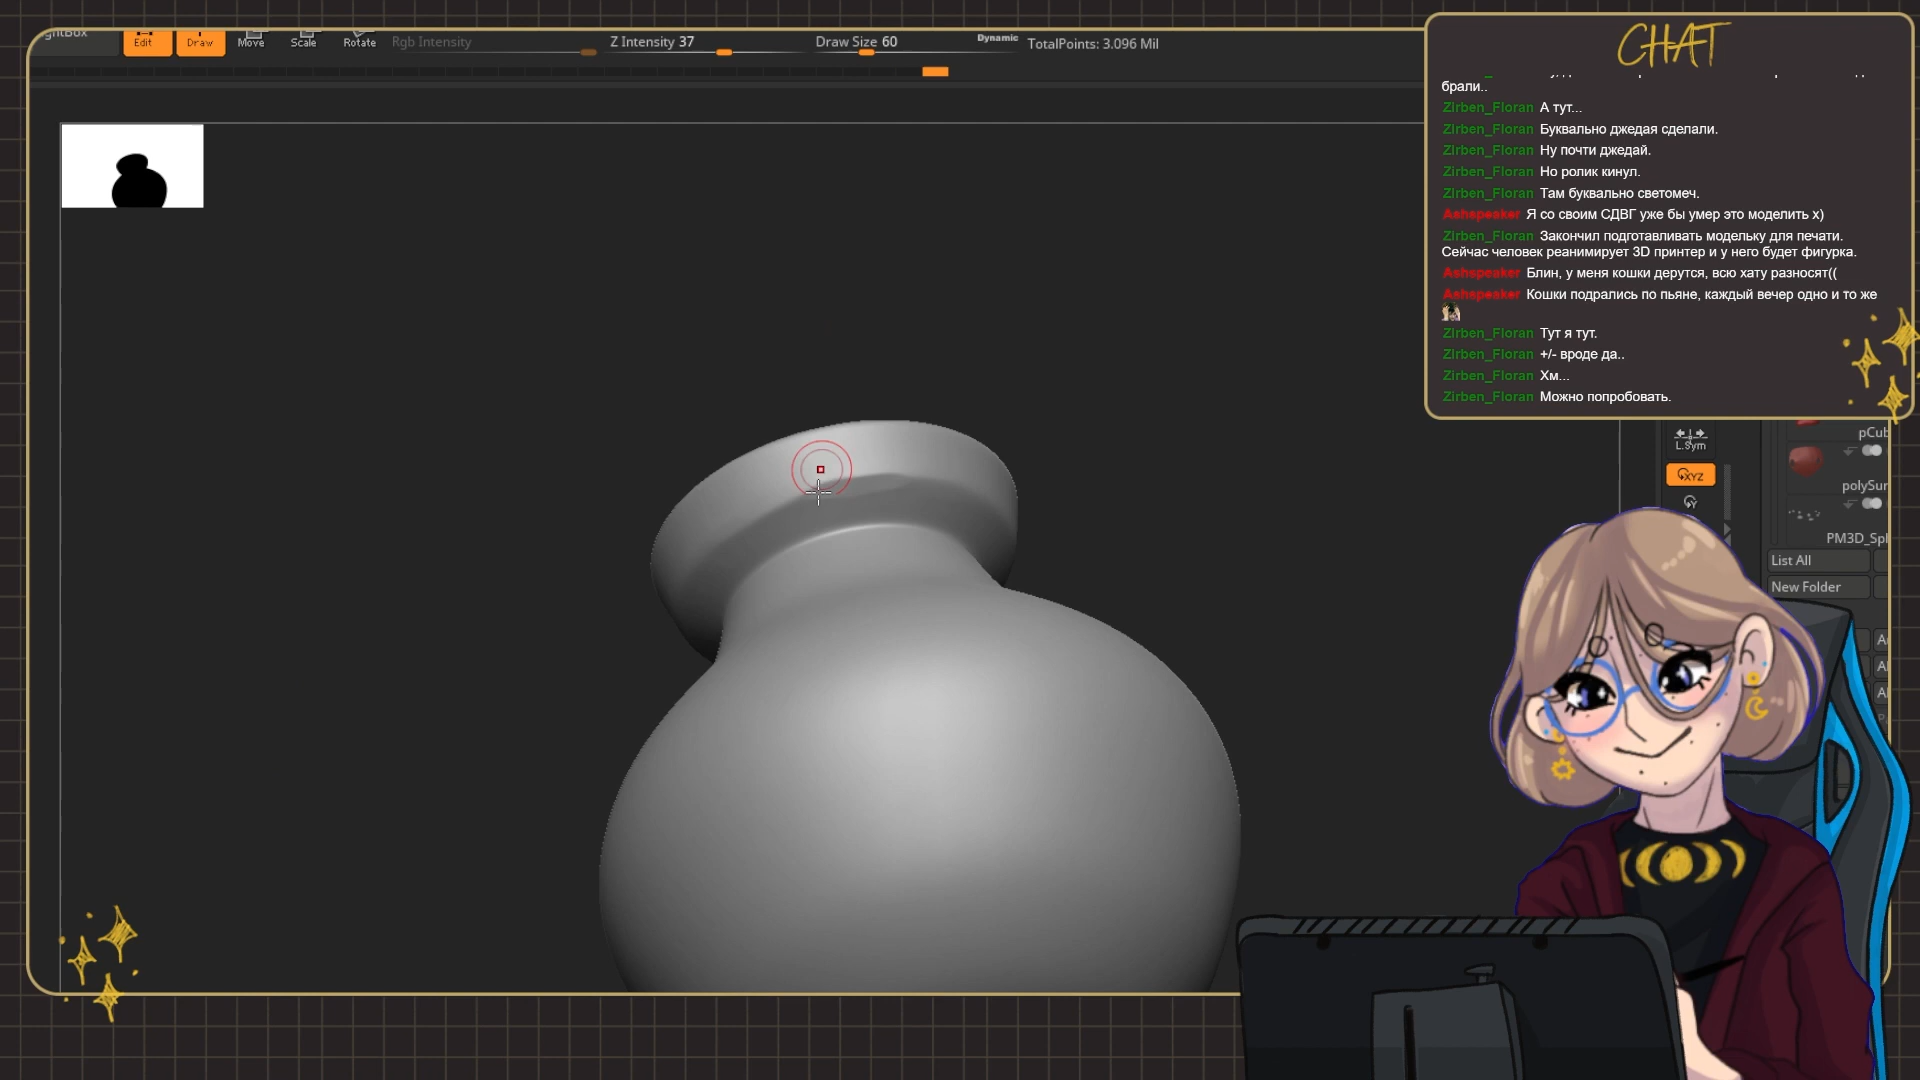 Edit
Draw
Move
Scale
Rotate
Rgb Intensity
Z Intensity 37
Draw Size 60
Dynamic
TotalPoints: 3.096 Mil
CHAT
брали..
Zirben_Floran А тут...
Zirben_Floran Буквально джедая сделали.
Zirben_Floran Ну почти джедай.
Zirben_Floran Но ролик кинул.
Zirben_Floran Там буквально светомеч.
Ashspeaker Я со своим СДВГ уже бы умер это моделить х)
Zirben_Floran Закончил подготавливать модельку для печати.
Сейчас человек реанимирует 3D принтер и у него будет фигурка.
Ashspeaker Блин, у меня кошки дерутся, всю хату разносят((
Ashspeaker Кошки подрались по пьяне, каждый вечер одно и то же
Zirben_Floran Тут я тут.
Zirben_Floran +/- вроде да..
Zirben_Floran Хм...
Zirben_Floran Можно попробовать.
L.Sym
XYZ
pCub
polySur
PM3D_Sph
List All
New Folder